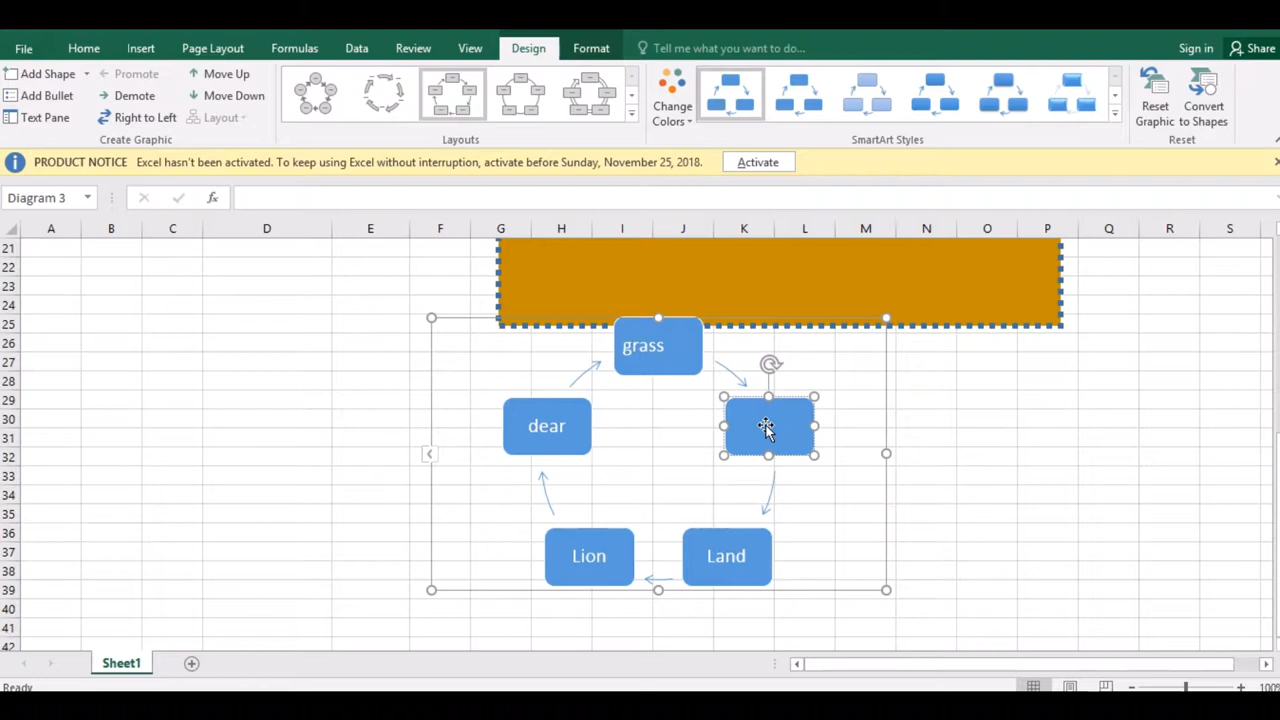 File Home Insert Page Layout Formulas Data Review View Design Format Tell me what you want to do... Sign in Share
Add Shape Promote Move Up
Add Bullet Demote Move Down
Text Pane Right to Left Layout
Create Graphic
Layouts
Change Colors
SmartArt Styles
Reset Graphic
Convert to Shapes
Reset
PRODUCT NOTICE Excel hasn't been activated. To keep using Excel without interruption, activate before Sunday, November 25, 2018. Activate
Diagram 3 fx
A B C D E F G H I J K L M N O P Q R S
21
22
23
24
25
26
27
28
29
30
31
32
33
34
35
36
37
38
39
40
41
42
grass
dear
Lion Land
Sheet1
Ready 100%